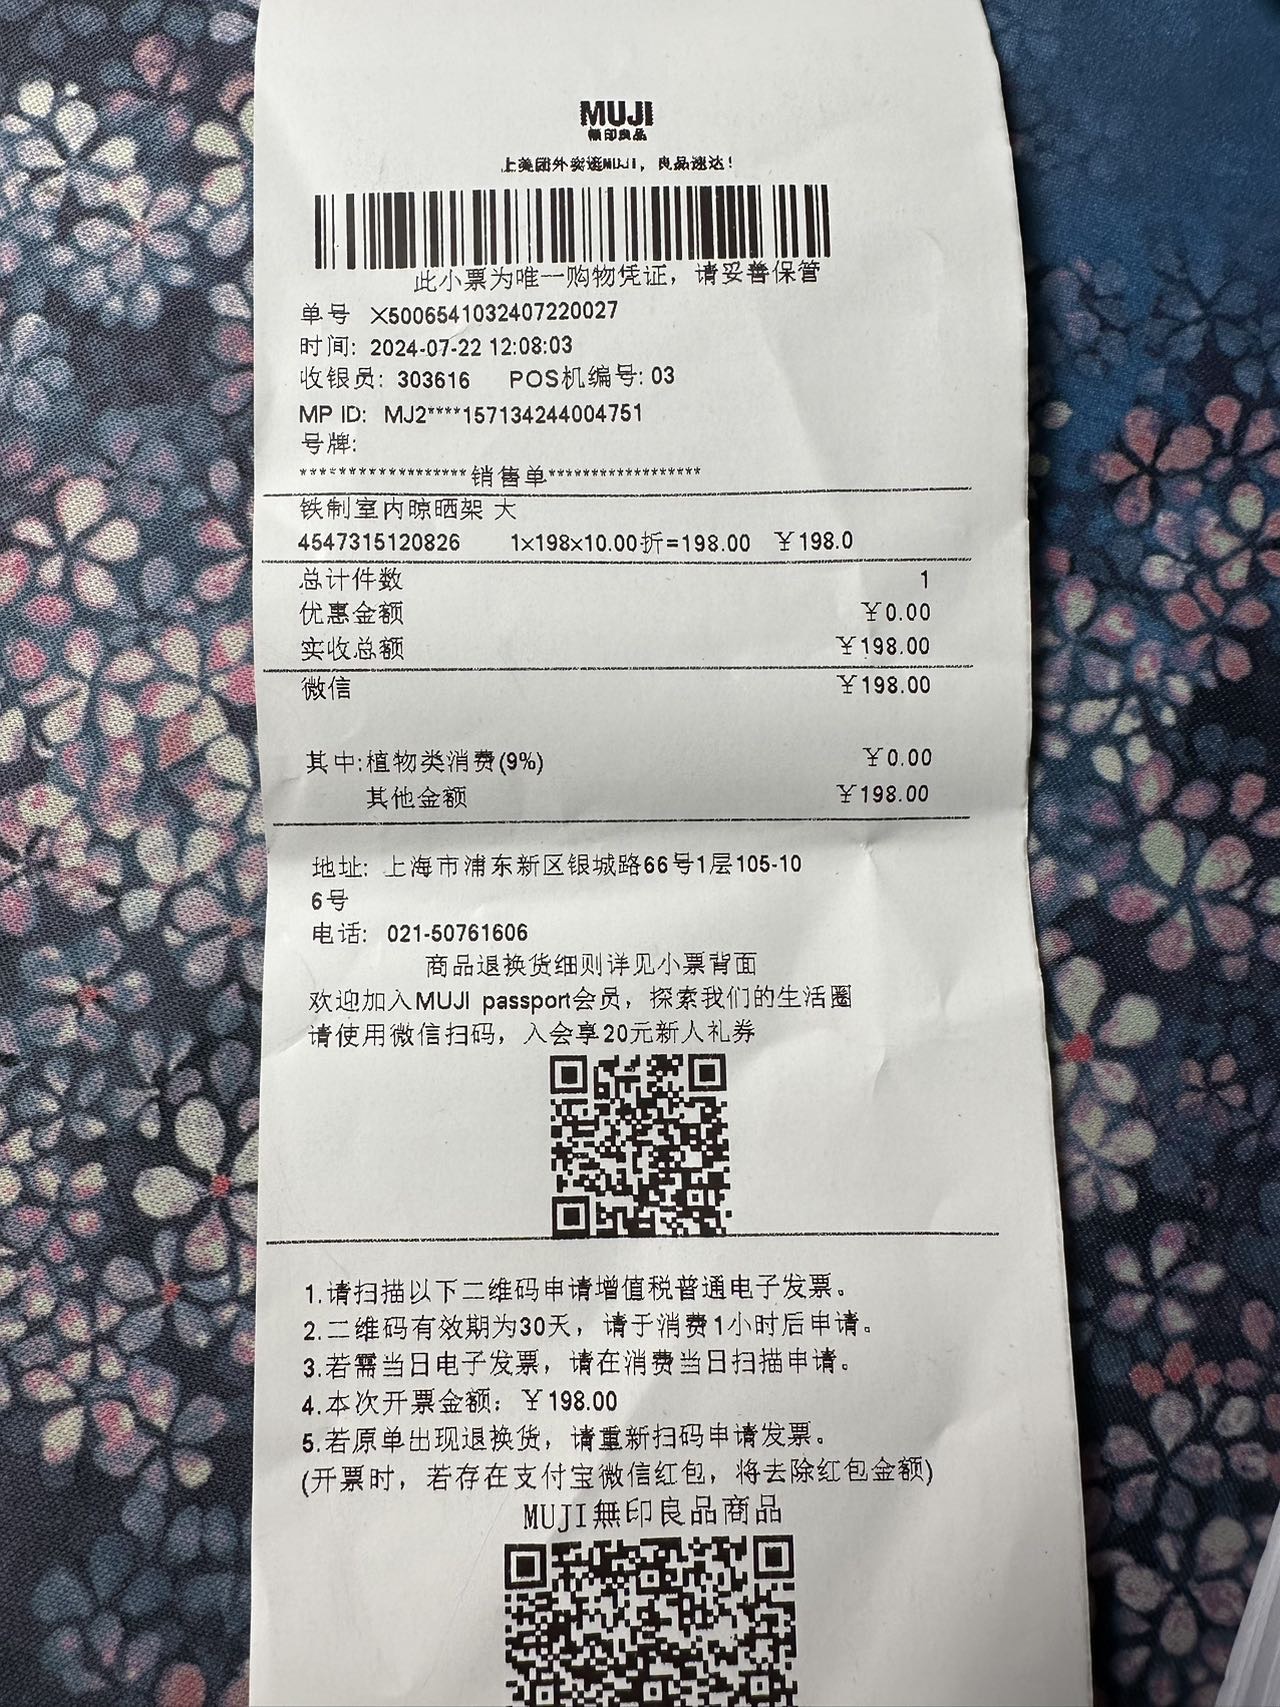 MUJI
無印良品
上美团外卖逛MUJI，良品速达！
此小票为唯一购物凭证，请妥善保管
单号 X5006541032407220027
时间: 2024-07-22 12:08:03
收银员: 303616 POS机编号: 03
MP ID: MJ2****157134244004751
号牌:
******************销售单******************
铁制室内晾晒架 大
4547315120826 1×198×10.00折=198.00 ￥198.0
总计件数 1
优惠金额 ￥0.00
实收总额 ￥198.00
微信 ￥198.00
其中:植物类消费(9%) ￥0.00
其他金额 ￥198.00
地址: 上海市浦东新区银城路66号1层105-10
6号
电话: 021-50761606
商品退换货细则详见小票背面
欢迎加入MUJI passport会员，探索我们的生活圈
请使用微信扫码，入会享20元新人礼券
1.请扫描以下二维码申请增值税普通电子发票。
2.二维码有效期为30天，请于消费1小时后申请。
3.若需当日电子发票，请在消费当日扫描申请。
4.本次开票金额：￥198.00
5.若原单出现退换货，请重新扫码申请发票。
(开票时，若存在支付宝微信红包，将去除红包金额)
MUJI無印良品商品